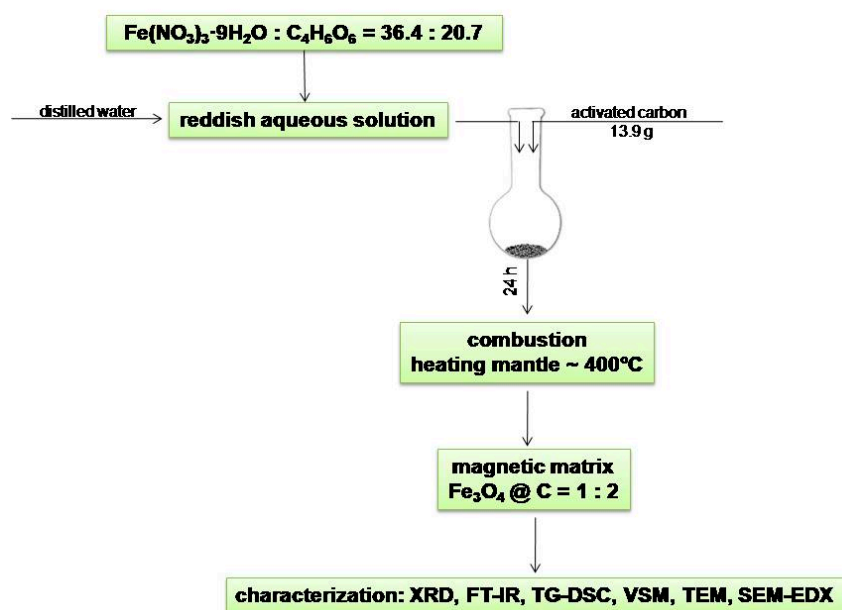 Fe(NO₃)₃·9H₂O : C₄H₆O₆ = 36.4 : 20.7
distilled water
reddish aqueous solution
activated carbon
13.9 g
24 h
combustion
heating mantle ~ 400ºC
magnetic matrix
Fe₃O₄ @ C = 1 : 2
characterization: XRD, FT-IR, TG-DSC, VSM, TEM, SEM-EDX